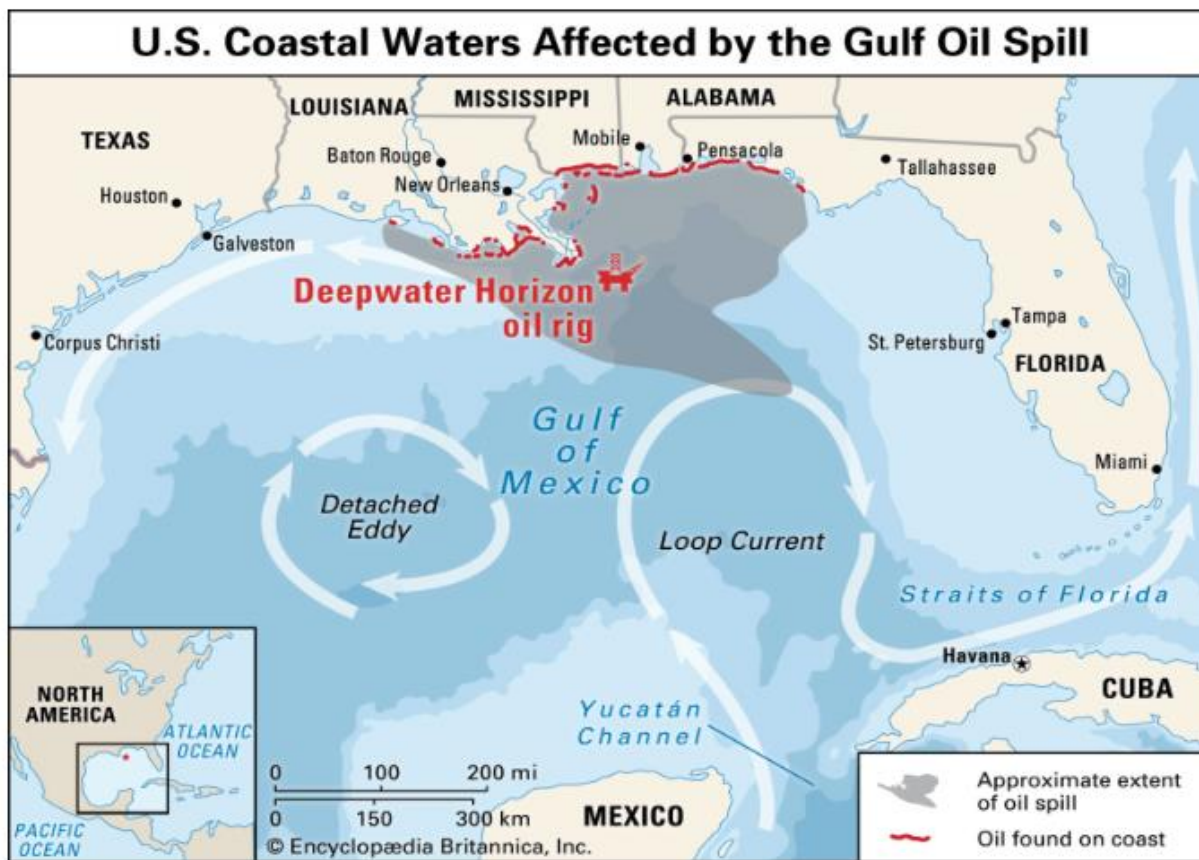 U.S. Coastal Waters Affected by the Gulf Oil Spill
LOUISIANA
MISSISSIPPI
ALABAMA
TEXAS
Mobile
Pensacola
Baton Rouge
Tallahassee
New Orleans
Houston
Galveston
Deepwater Horizon
oil rig
Corpus Christi
Tampa
St. Petersburg
FLORIDA
Gulf
of
Mexico
Miami
Detached
Eddy
Loop Current
Straits of Florida
Havana
CUBA
Yucatán
Channel
MEXICO
NORTH
AMERICA
ATLANTIC
OCEAN
PACIFIC
OCEAN
0 100 200 mi
0 150 300 km
© Encyclopædia Britannica, Inc.
Approximate extent
of oil spill
Oil found on coast